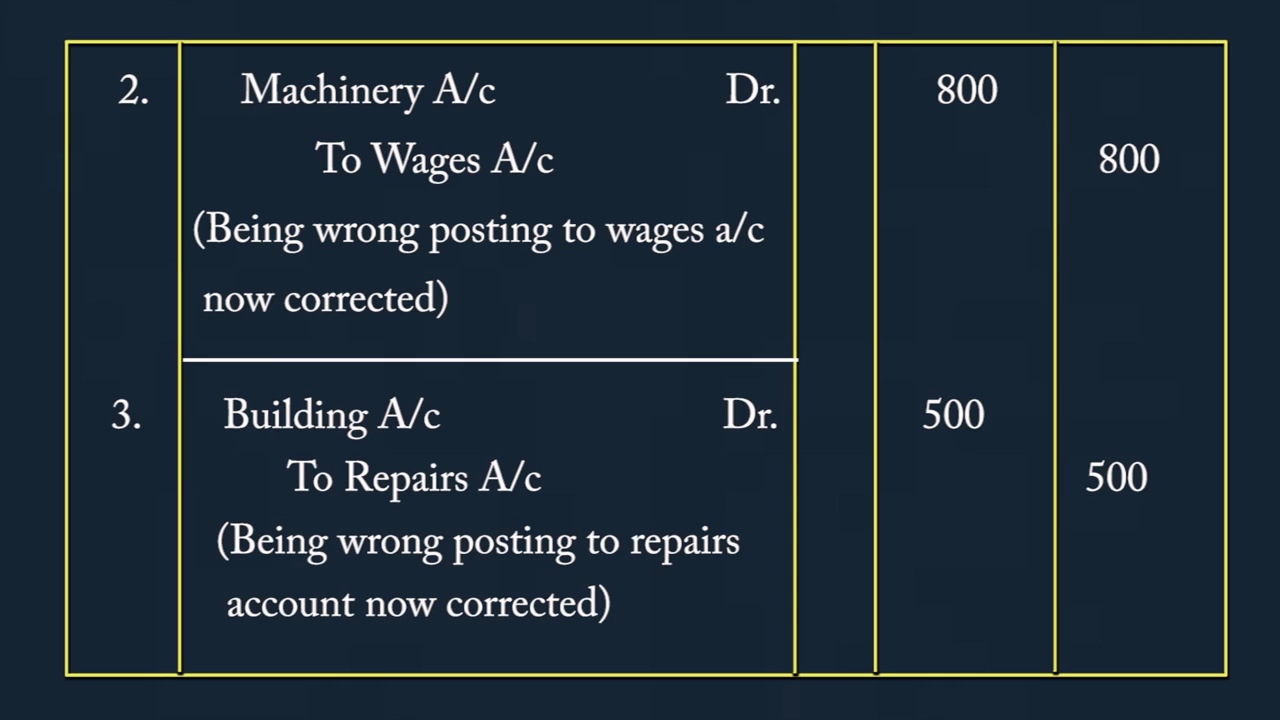 2. Machinery A/c Dr. 800
To Wages A/c 800
(Being wrong posting to wages a/c
now corrected)
3. Building A/c Dr. 500
To Repairs A/c 500
(Being wrong posting to repairs
account now corrected)